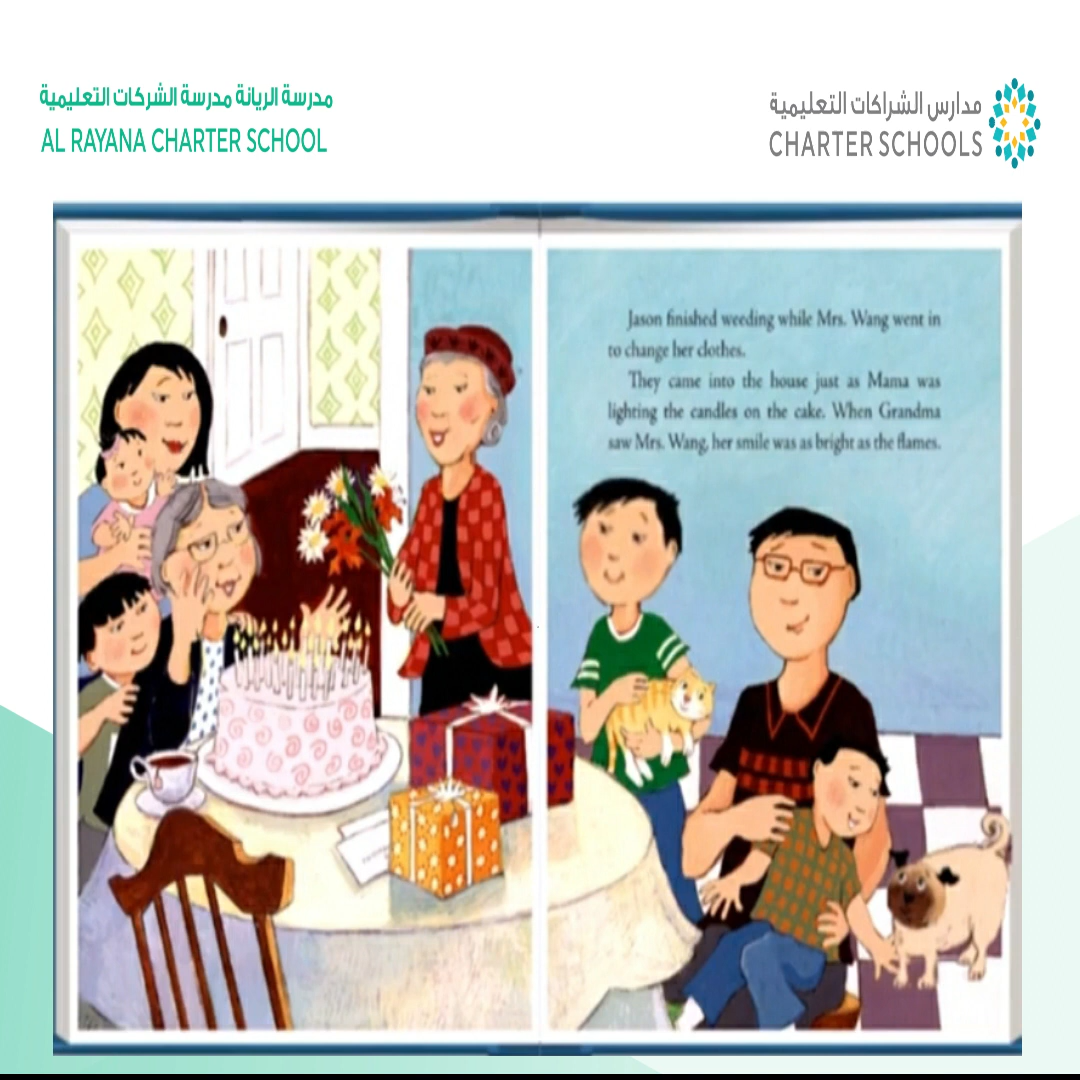 مدرسة الريانة مدرسة الشركات التعليمية
AL RAYANA CHARTER SCHOOL
مدارس الشراكات التعليمية
CHARTER SCHOOLS
Jason finished weeding while Mrs. Wang went in
to change her clothes.
They came into the house just as Mama was
lighting the candles on the cake. When Grandma
saw Mrs. Wang, her smile was as bright as the flames.